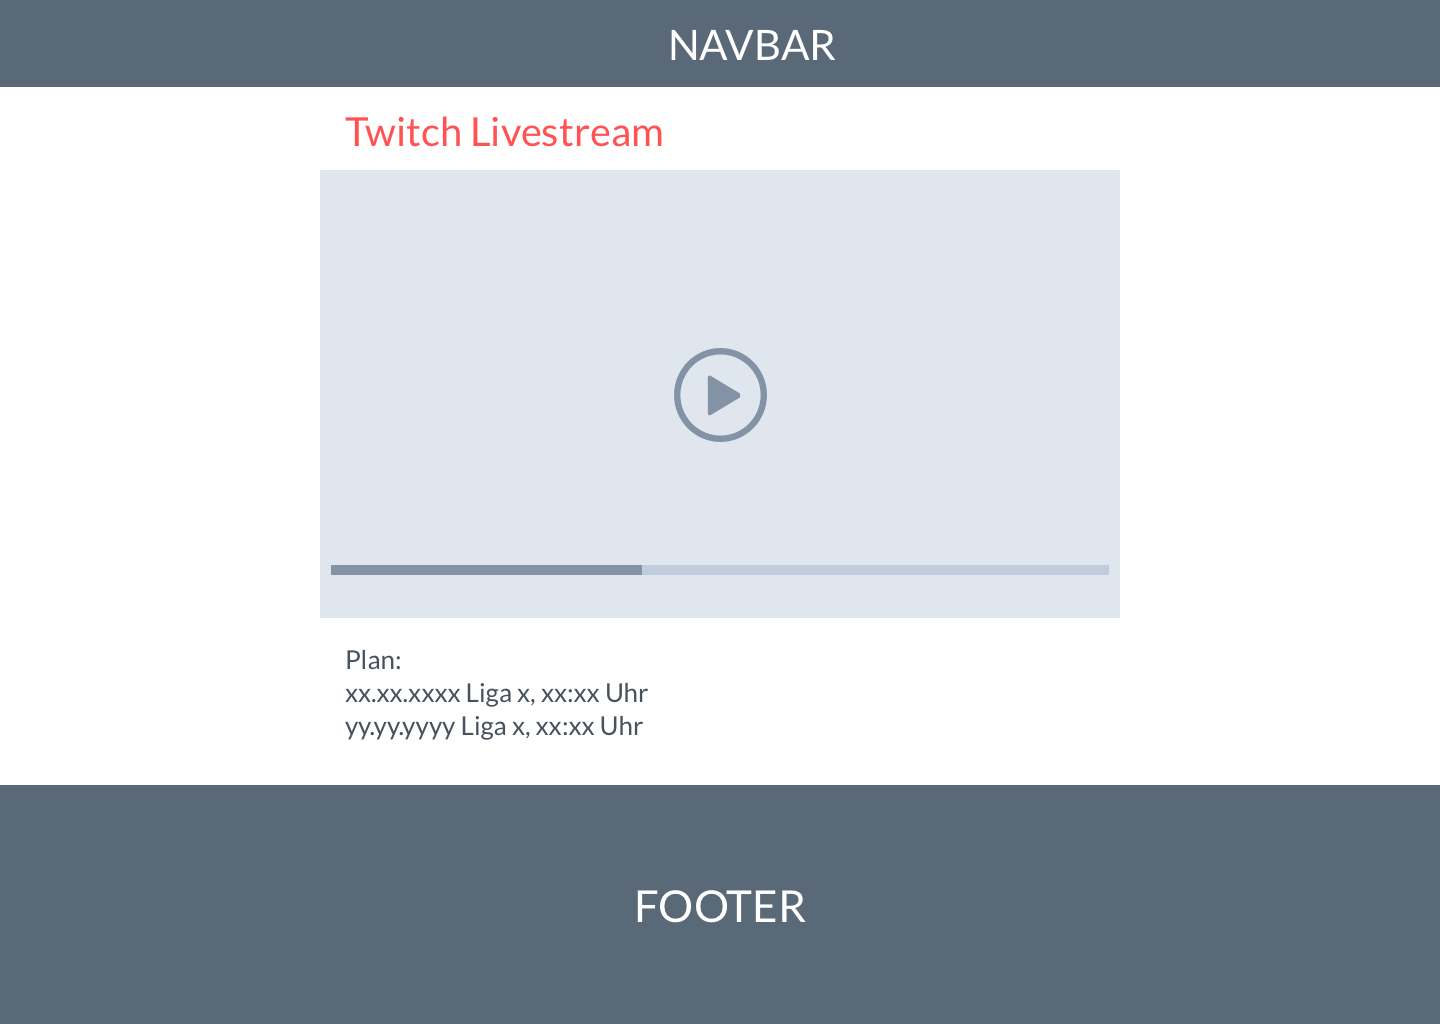 NAVBAR
Twitch Livestream
Plan:
xx.xx.xxxx Liga x, xx:xx Uhr
yy.yy.yyyy Liga x, xx:xx Uhr
FOOTER